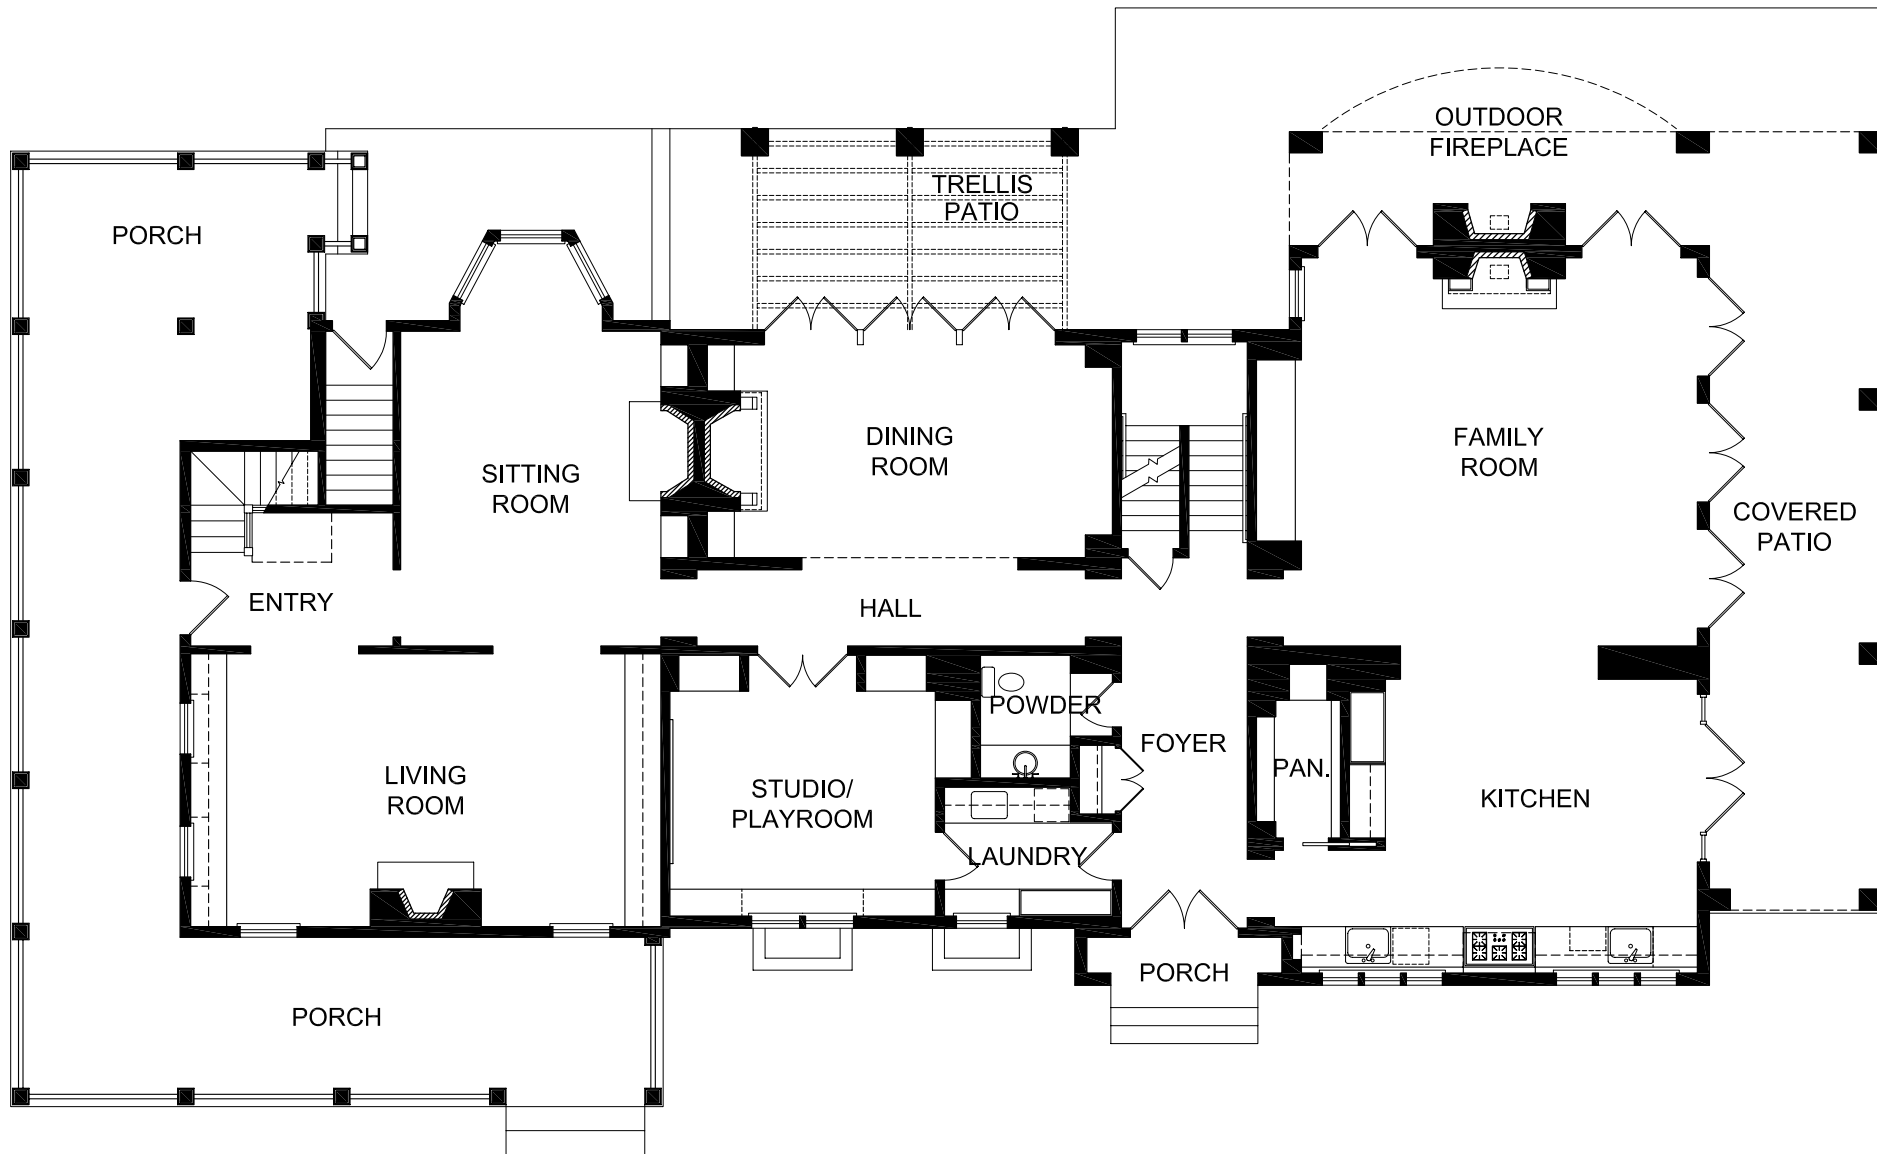 OUTDOOR
FIREPLACE
TRELLIS
PATIO
PORCH
DINING
ROOM
FAMILY
ROOM
SITTING
ROOM
COVERED
PATIO
ENTRY
HALL
POWDER
FOYER
PAN.
LIVING
ROOM
STUDIO/
PLAYROOM
KITCHEN
LAUNDRY
PORCH
PORCH